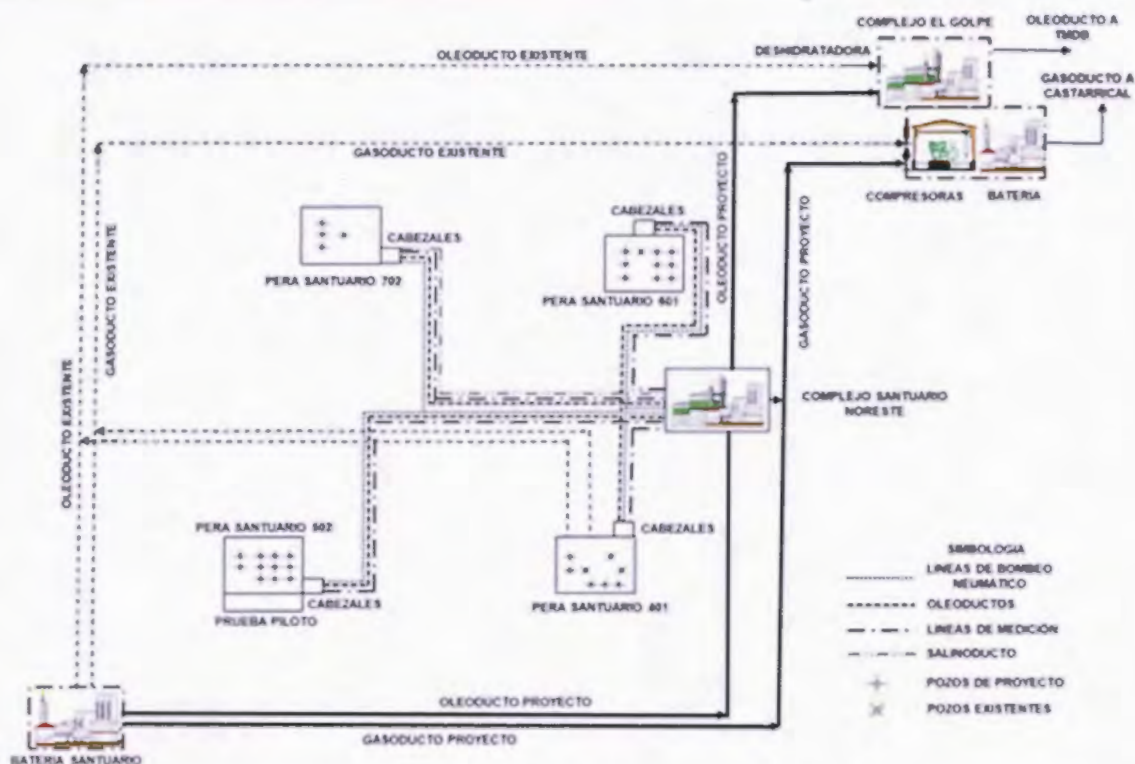 COMPLEJO EL GOLPE
OLEODUCTO A
TMDB
OLEODUCTO EXISTENTE
DESHIDRATADORA
GASODUCTO A
CASTARRICAL
GASODUCTO EXISTENTE
COMPRESORAS
BATERIA
CABEZALES
PERA SANTUARIO 702
CABEZALES
PERA SANTUARIO 601
OLEODUCTO PROYECTO
GASODUCTO PROYECTO
GASODUCTO EXISTENTE
OLEODUCTO EXISTENTE
COMPLEJO SANTUARIO
NORESTE
PERA SANTUARIO 502
CABEZALES
PRUEBA PILOTO
CABEZALES
PERA SANTUARIO 401
SIMBOLOGIA
LINEAS DE BOMBEO
NEUMÁTICO
OLEODUCTOS
LINEAS DE MEDICIÓN
SALINODUCTO
POZOS DE PROYECTO
POZOS EXISTENTES
OLEODUCTO PROYECTO
GASODUCTO PROYECTO
BATERIA SANTUARIO